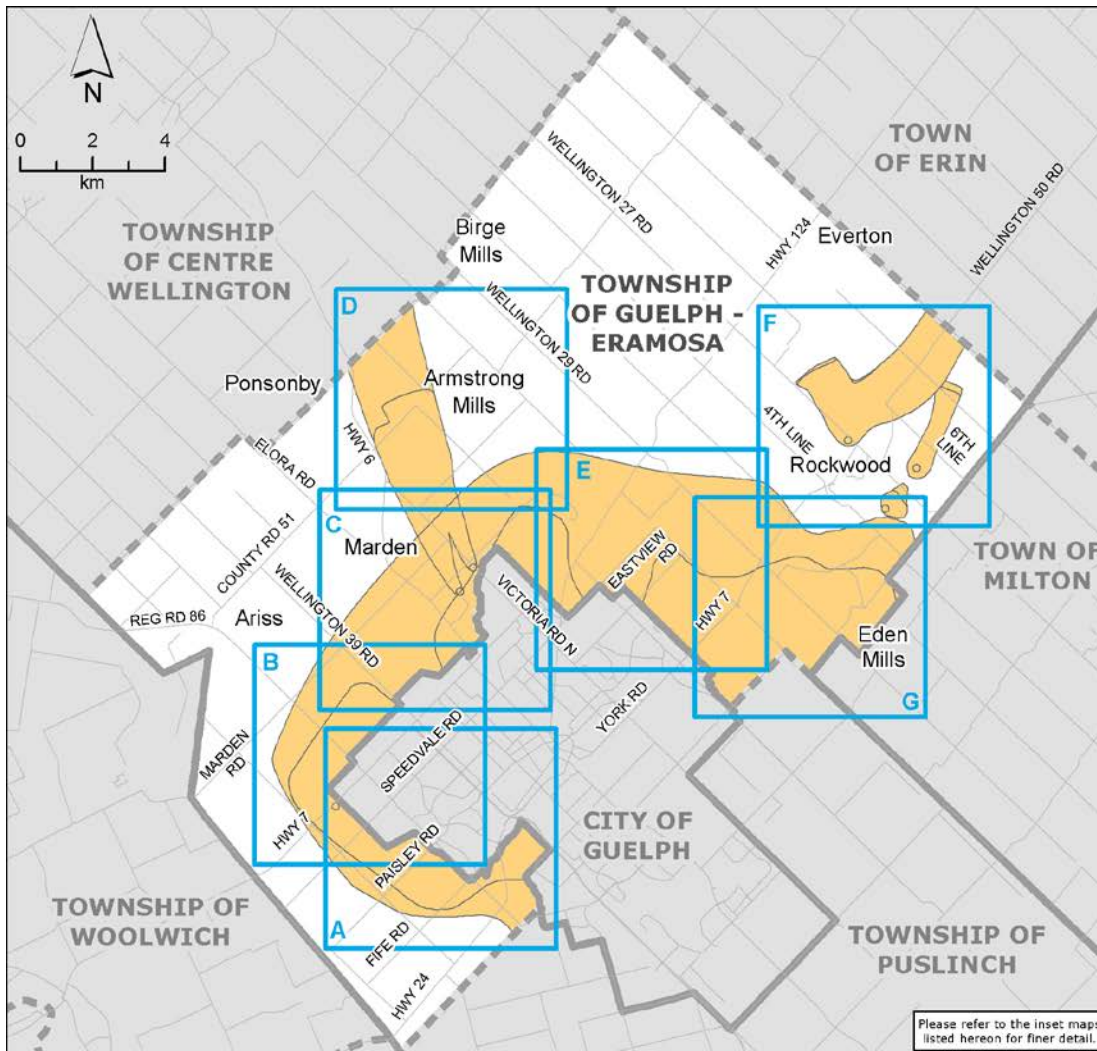 N
0 2 4
km
TOWN
OF ERIN
WELLINGTON 27 RD
WELLINGTON 50 RD
HWY 124
Everton
Birge
Mills
TOWNSHIP
OF CENTRE
WELLINGTON
TOWNSHIP
OF GUELPH -
ERAMOSA
WELLINGTON 29 RD
D
F
Ponsonby
Armstrong
Mills
HWY 6
4TH LINE
6TH LINE
Rockwood
ELORA RD
E
C
COUNTY RD 51
Marden
EASTVIEW
RD
TOWN OF
MILTON
WELLINGTON 39 RD
VICTORIA RD N
HWY 7
REG RD 86
Ariss
Eden
Mills
B
G
YORK RD
SPEEDVALE RD
MARDEN
RD
HWY 7
CITY OF
GUELPH
PAISLEY RD
TOWNSHIP OF
WOOLWICH
A
FIFE RD
TOWNSHIP OF
PUSLINCH
HWY 24
Please refer to the inset maps
listed hereon for finer detail.